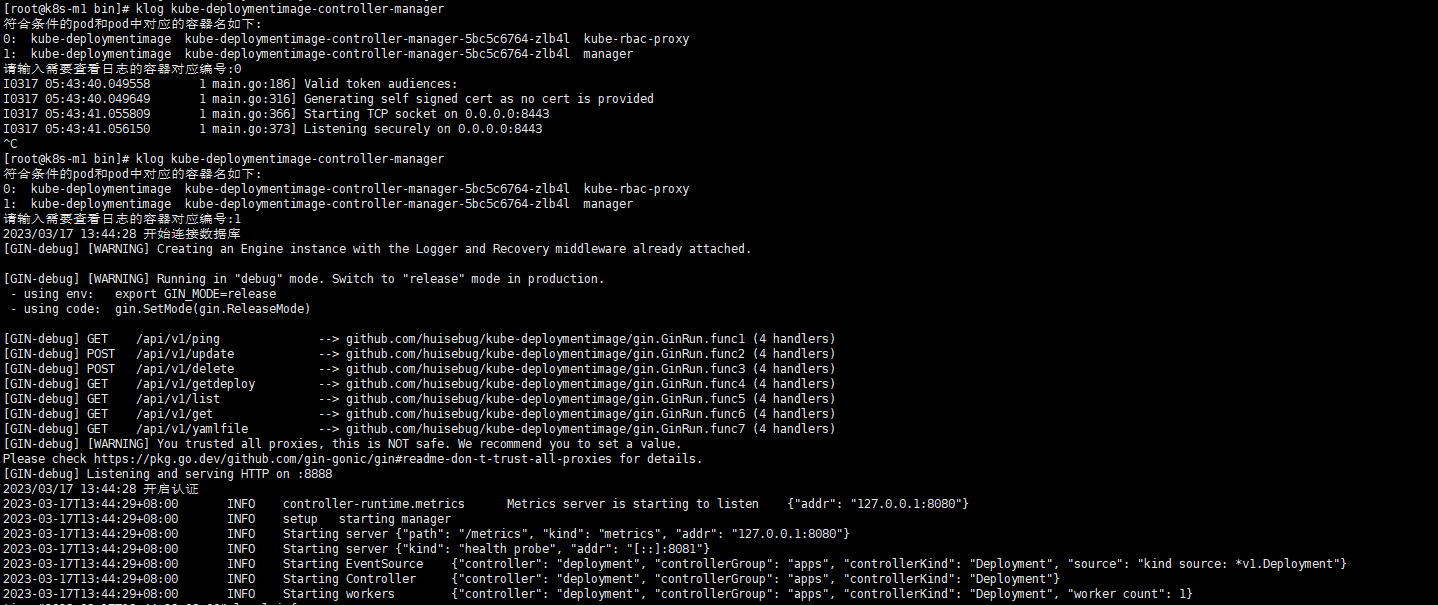 [root@k8s-m1 bin]# klog kube-deploymentimage-controller-manager
符合条件的pod和pod中对应的容器名如下:
0:  kube-deploymentimage  kube-deploymentimage-controller-manager-5bc5c6764-zlb4l  kube-rbac-proxy
1:  kube-deploymentimage  kube-deploymentimage-controller-manager-5bc5c6764-zlb4l  manager
请输入需要查看日志的容器对应编号:0
I0317 05:43:40.049558       1 main.go:186] Valid token audiences:
I0317 05:43:40.049649       1 main.go:316] Generating self signed cert as no cert is provided
I0317 05:43:41.055809       1 main.go:366] Starting TCP socket on 0.0.0.0:8443
I0317 05:43:41.056150       1 main.go:373] Listening securely on 0.0.0.0:8443
^C
[root@k8s-m1 bin]# klog kube-deploymentimage-controller-manager
符合条件的pod和pod中对应的容器名如下:
0:  kube-deploymentimage  kube-deploymentimage-controller-manager-5bc5c6764-zlb4l  kube-rbac-proxy
1:  kube-deploymentimage  kube-deploymentimage-controller-manager-5bc5c6764-zlb4l  manager
请输入需要查看日志的容器对应编号:1
2023/03/17 13:44:28 开始连接数据库
[GIN-debug] [WARNING] Creating an Engine instance with the Logger and Recovery middleware already attached.
[GIN-debug] [WARNING] Running in "debug" mode. Switch to "release" mode in production.
 - using env:   export GIN_MODE=release
 - using code:  gin.SetMode(gin.ReleaseMode)
[GIN-debug] GET    /api/v1/ping              --> github.com/huisebug/kube-deploymentimage/gin.GinRun.func1 (4 handlers)
[GIN-debug] POST   /api/v1/update            --> github.com/huisebug/kube-deploymentimage/gin.GinRun.func2 (4 handlers)
[GIN-debug] POST   /api/v1/delete            --> github.com/huisebug/kube-deploymentimage/gin.GinRun.func3 (4 handlers)
[GIN-debug] GET    /api/v1/getdeploy         --> github.com/huisebug/kube-deploymentimage/gin.GinRun.func4 (4 handlers)
[GIN-debug] GET    /api/v1/list              --> github.com/huisebug/kube-deploymentimage/gin.GinRun.func5 (4 handlers)
[GIN-debug] GET    /api/v1/get               --> github.com/huisebug/kube-deploymentimage/gin.GinRun.func6 (4 handlers)
[GIN-debug] GET    /api/v1/yamlfile          --> github.com/huisebug/kube-deploymentimage/gin.GinRun.func7 (4 handlers)
[GIN-debug] [WARNING] You trusted all proxies, this is NOT safe. We recommend you to set a value.
Please check https://pkg.go.dev/github.com/gin-gonic/gin#readme-don-t-trust-all-proxies for details.
[GIN-debug] Listening and serving HTTP on :8888
2023/03/17 13:44:28 开启认证
2023-03-17T13:44:29+08:00       INFO    controller-runtime.metrics      Metrics server is starting to listen    {"addr": "127.0.0.1:8080"}
2023-03-17T13:44:29+08:00       INFO    setup   starting manager
2023-03-17T13:44:29+08:00       INFO    Starting server {"path": "/metrics", "kind": "metrics", "addr": "127.0.0.1:8080"}
2023-03-17T13:44:29+08:00       INFO    Starting server {"kind": "health probe", "addr": "[::]:8081"}
2023-03-17T13:44:29+08:00       INFO    Starting EventSource    {"controller": "deployment", "controllerGroup": "apps", "controllerKind": "Deployment", "source": "kind source: *v1.Deployment"}
2023-03-17T13:44:29+08:00       INFO    Starting Controller     {"controller": "deployment", "controllerGroup": "apps", "controllerKind": "Deployment"}
2023-03-17T13:44:29+08:00       INFO    Starting workers        {"controller": "deployment", "controllerGroup": "apps", "controllerKind": "Deployment", "worker count": 1}